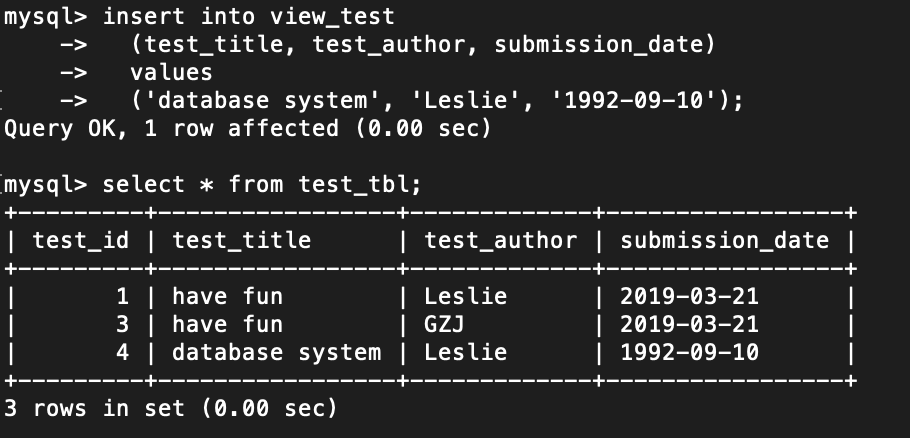 mysql> insert into view_test
    ->   (test_title, test_author, submission_date)
    ->   values
    ->   ('database system', 'Leslie', '1992-09-10');
Query OK, 1 row affected (0.00 sec)

mysql> select * from test_tbl;
+---------+-----------------+-------------+-----------------+
| test_id | test_title      | test_author | submission_date |
+---------+-----------------+-------------+-----------------+
|       1 | have fun        | Leslie      | 2019-03-21      |
|       3 | have fun        | GZJ         | 2019-03-21      |
|       4 | database system | Leslie      | 1992-09-10      |
+---------+-----------------+-------------+-----------------+
3 rows in set (0.00 sec)